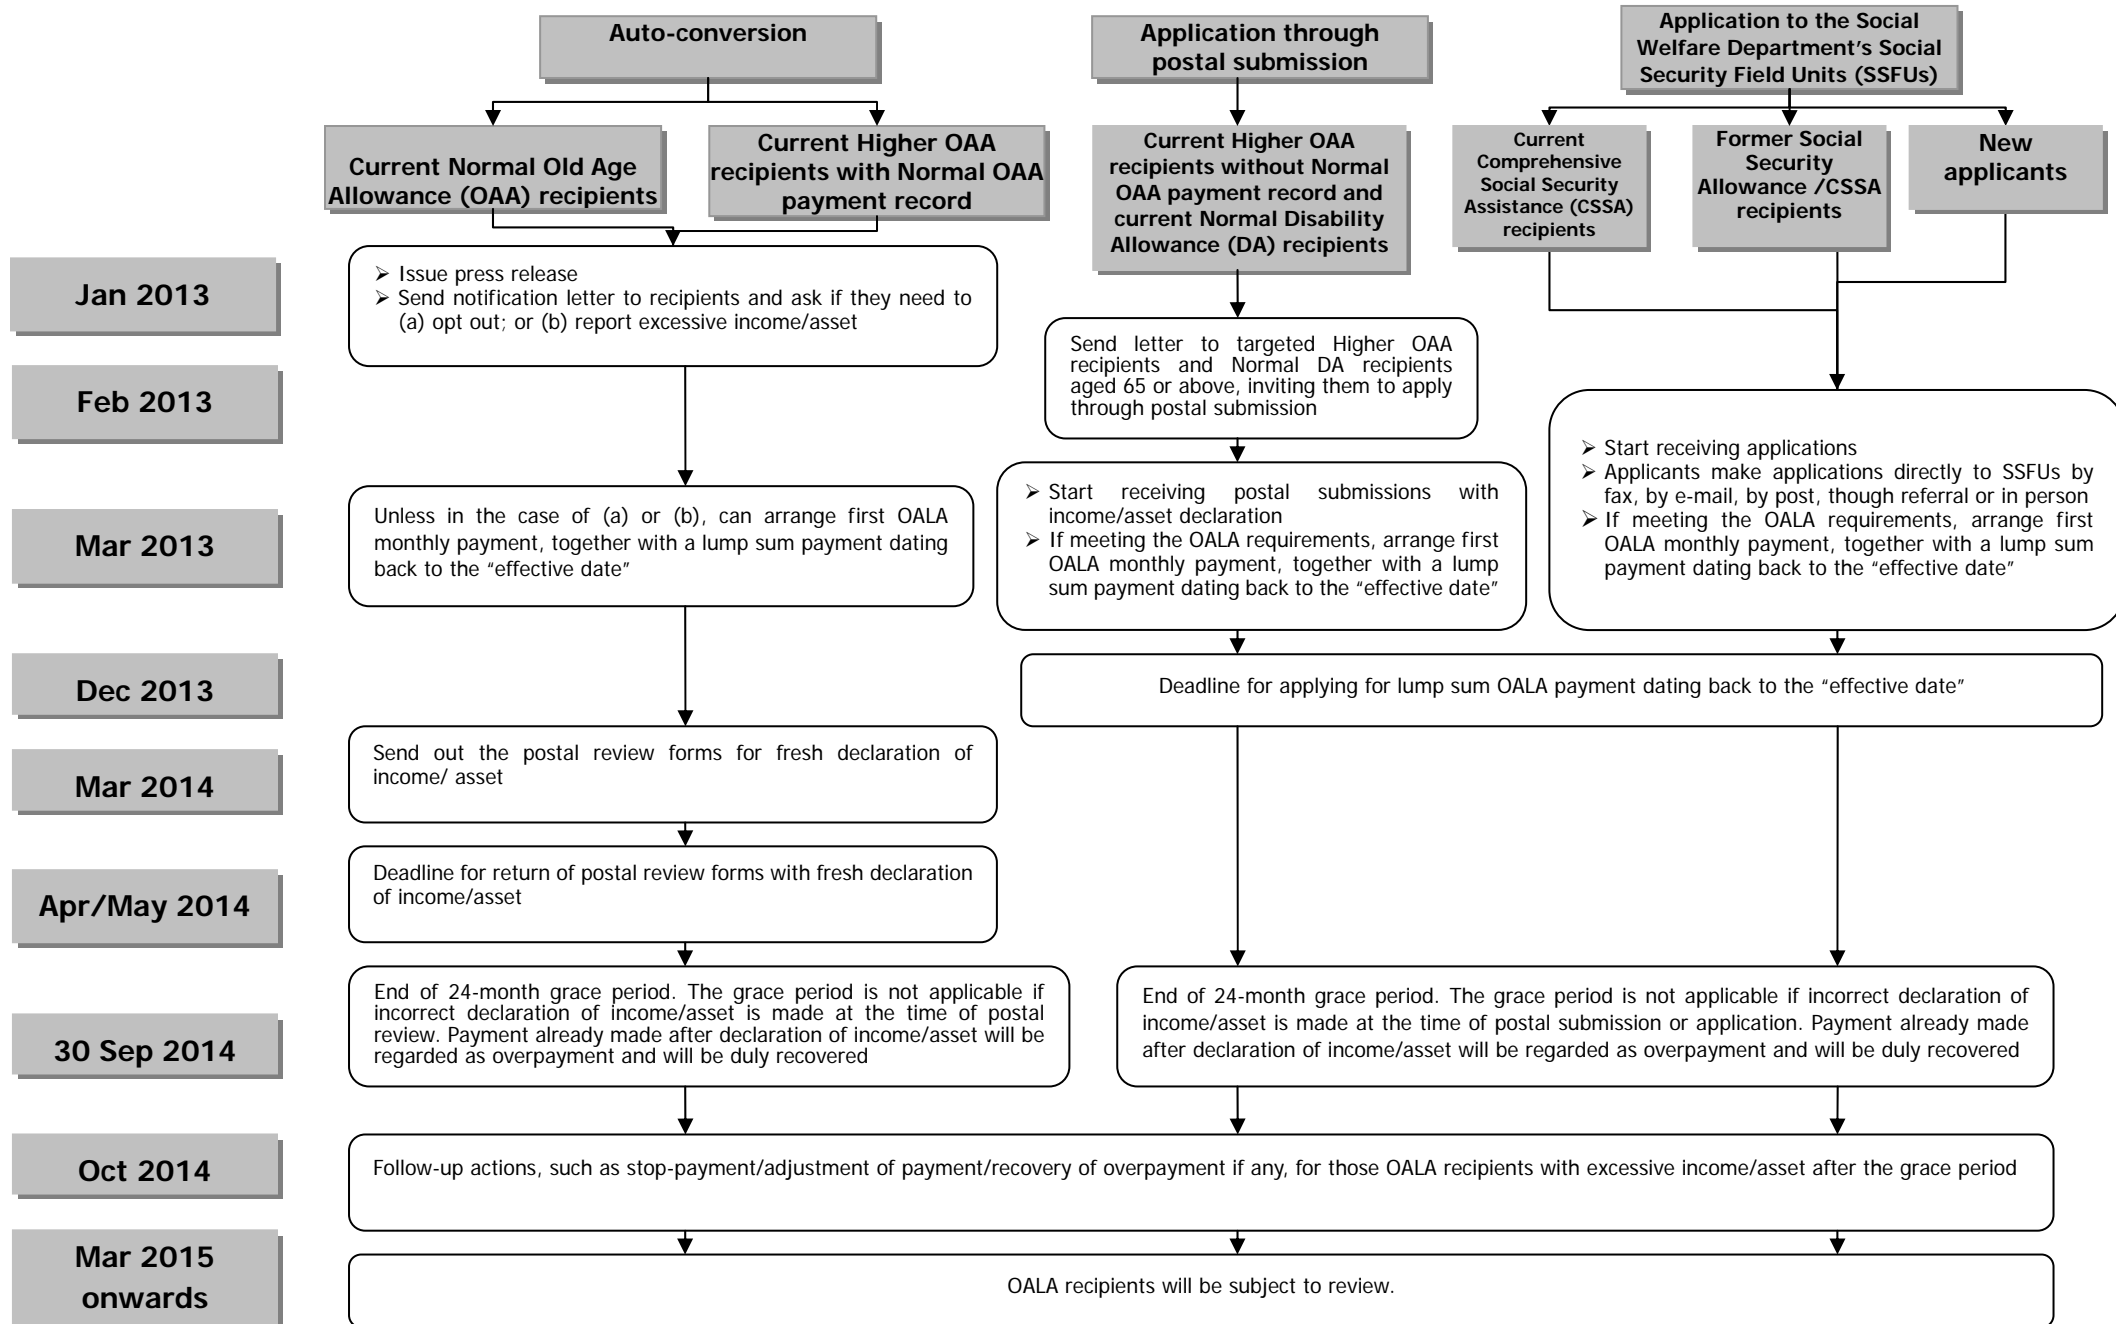 Auto-conversion
Application through
postal submission
Application to the Social
Welfare Department's Social
Security Field Units (SSFUs)
Current Normal Old Age
Allowance (OAA) recipients
Current Higher OAA
recipients with Normal OAA
payment record
Current Higher OAA
recipients without Normal
OAA payment record and
current Normal Disability
Allowance (DA) recipients
Current
Comprehensive
Social Security
Assistance (CSSA)
recipients
Former Social
Security
Allowance /CSSA
recipients
New
applicants
Jan 2013
➢ Issue press release
➢ Send notification letter to recipients and ask if they need to
(a) opt out; or (b) report excessive income/asset
Send letter to targeted Higher OAA
recipients and Normal DA recipients
aged 65 or above, inviting them to apply
through postal submission
Feb 2013
➢ Start receiving applications
➢ Applicants make applications directly to SSFUs by
fax, by e-mail, by post, though referral or in person
➢ If meeting the OALA requirements, arrange first
OALA monthly payment, together with a lump sum
payment dating back to the “effective date”
Mar 2013
Unless in the case of (a) or (b), can arrange first OALA
monthly payment, together with a lump sum payment dating
back to the “effective date”
➢ Start receiving postal submissions with
income/asset declaration
➢ If meeting the OALA requirements, arrange first
OALA monthly payment, together with a lump
sum payment dating back to the “effective date”
Dec 2013
Deadline for applying for lump sum OALA payment dating back to the “effective date”
Mar 2014
Send out the postal review forms for fresh declaration of
income/ asset
Apr/May 2014
Deadline for return of postal review forms with fresh declaration
of income/asset
30 Sep 2014
End of 24-month grace period. The grace period is not applicable if
incorrect declaration of income/asset is made at the time of postal
review. Payment already made after declaration of income/asset will be
regarded as overpayment and will be duly recovered
End of 24-month grace period. The grace period is not applicable if incorrect declaration of
income/asset is made at the time of postal submission or application. Payment already made
after declaration of income/asset will be regarded as overpayment and will be duly recovered
Oct 2014
Follow-up actions, such as stop-payment/adjustment of payment/recovery of overpayment if any, for those OALA recipients with excessive income/asset after the grace period
Mar 2015
onwards
OALA recipients will be subject to review.